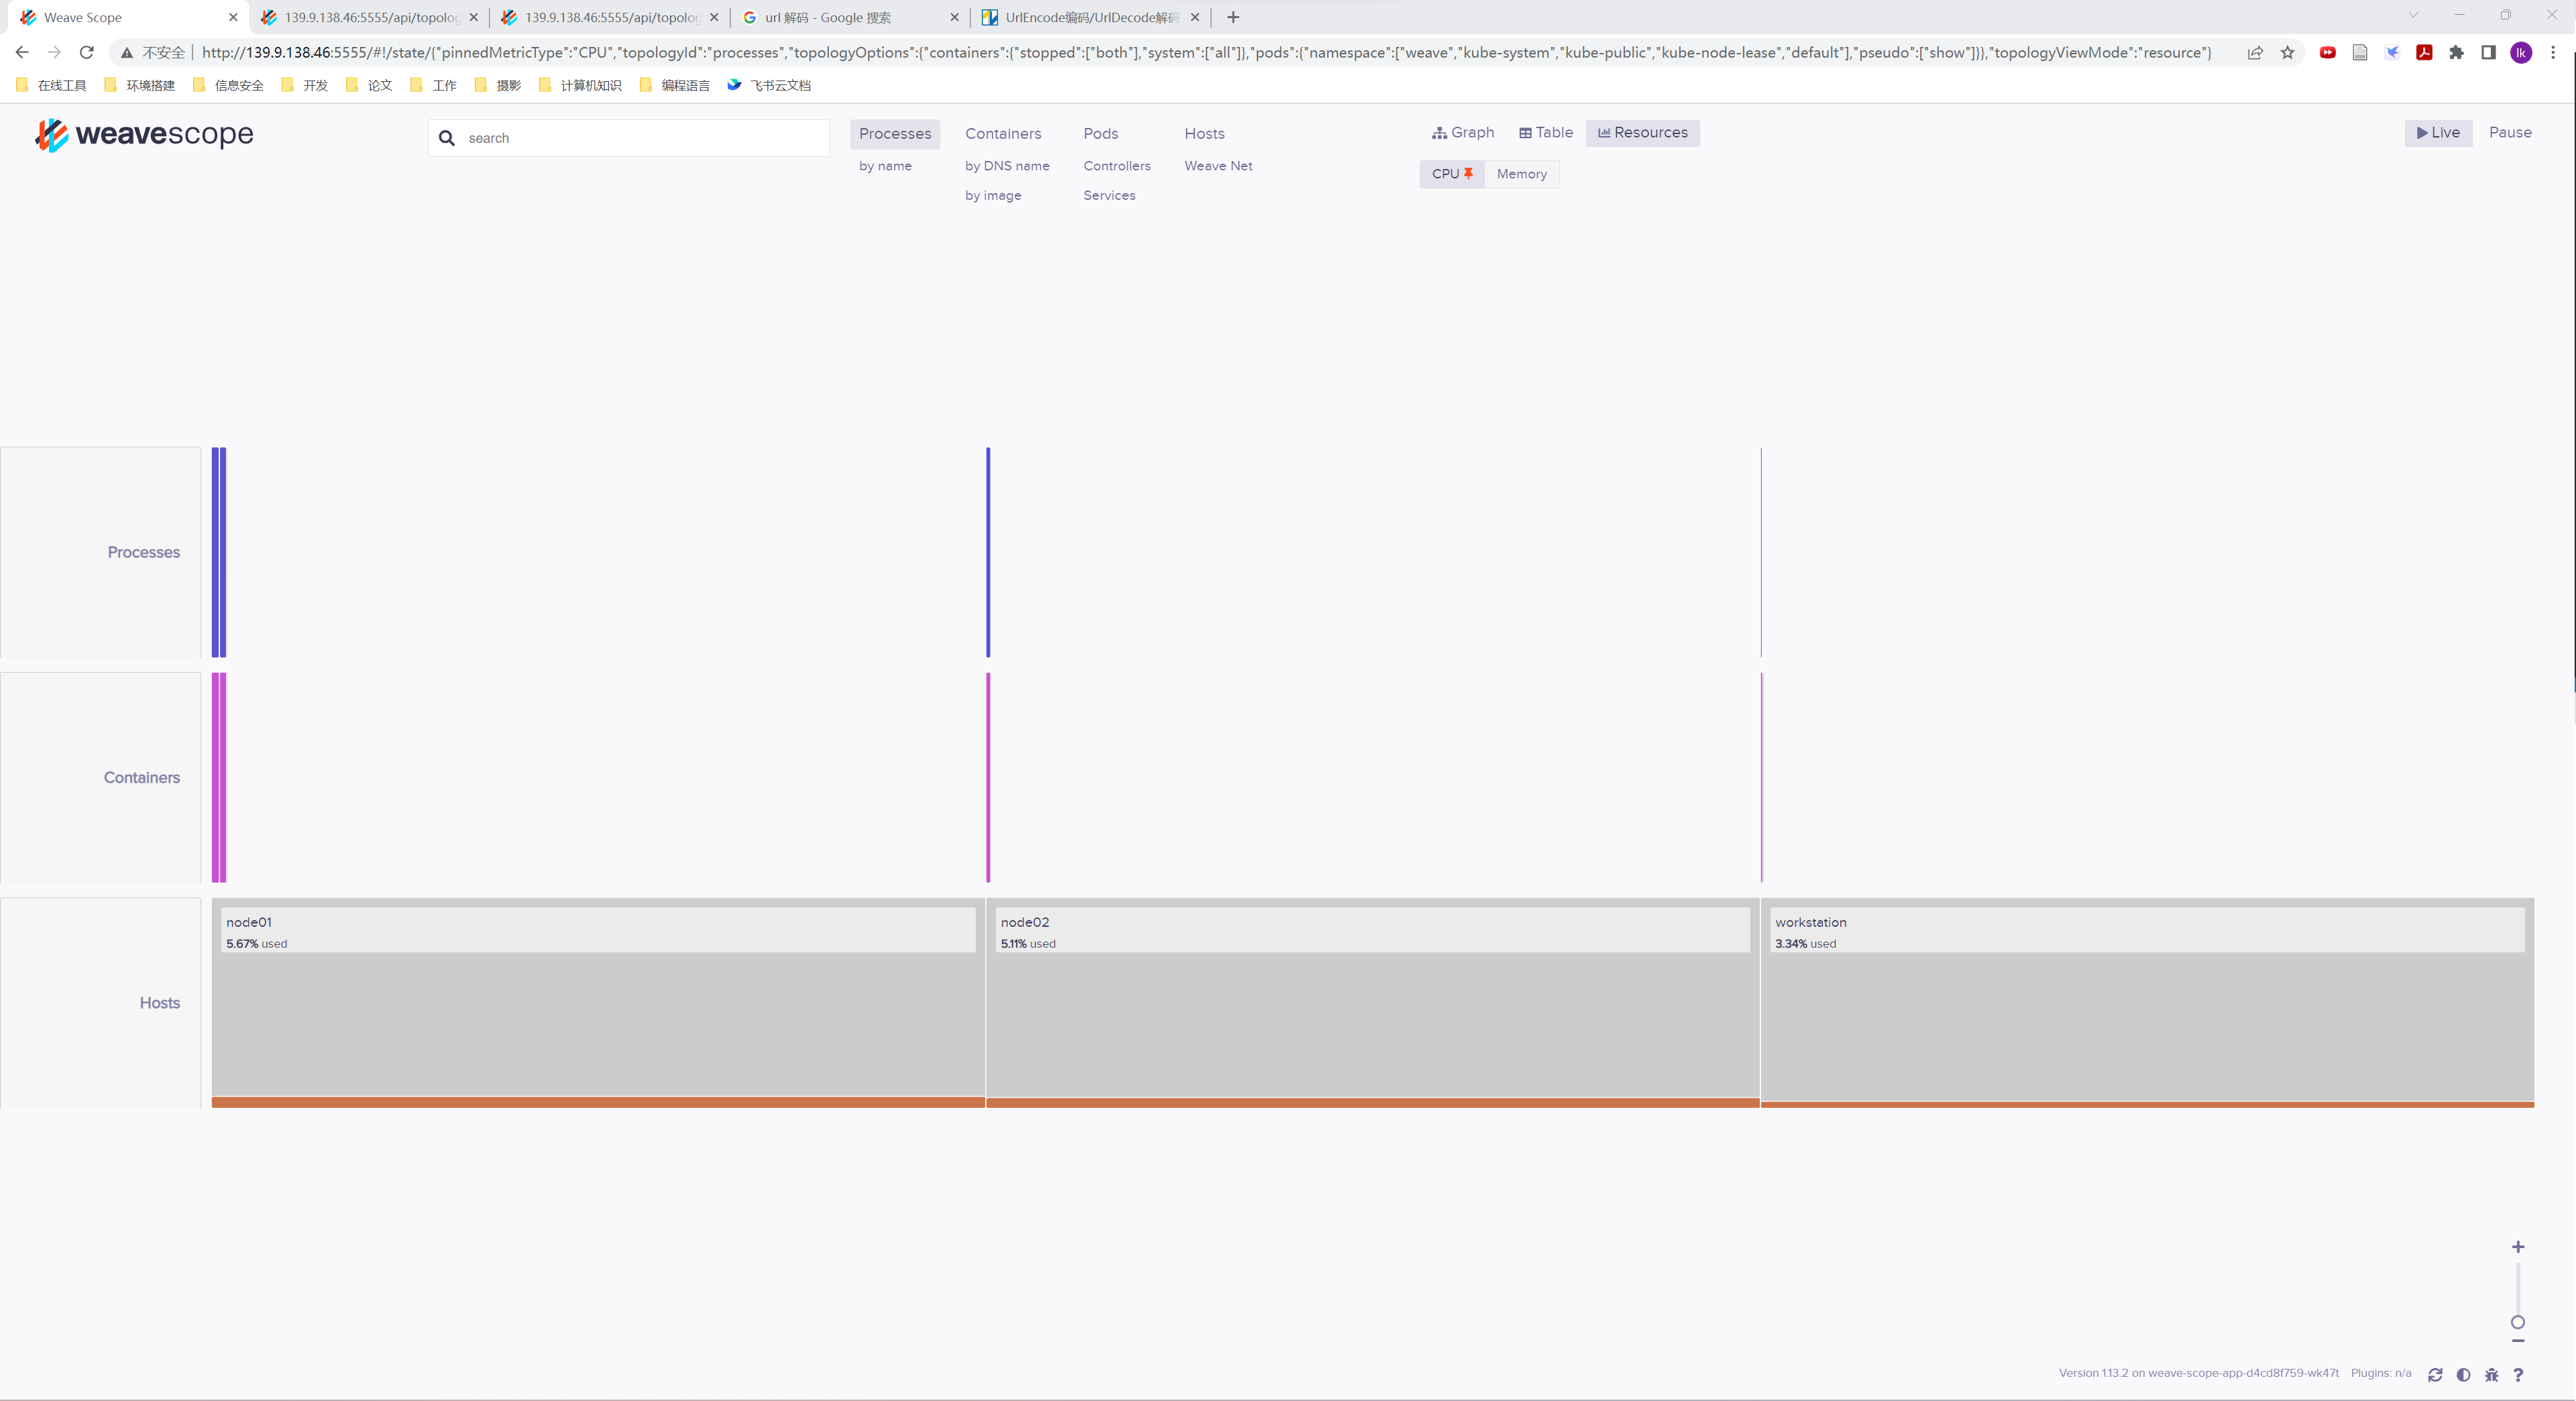 Weave Scope
139.9.138.46:5555/api/topolog
139.9.138.46:5555/api/topolog
url 解码 - Google 搜索
UrlEncode编码/UrlDecode解码
不安全
http://139.9.138.46:5555/#!/state/{"pinnedMetricType":"CPU","topologyId":"processes","topologyOptions":{"containers":{"stopped":["both"],"system":["all"]},"pods":{"namespace":["weave","kube-system","kube-public","kube-node-lease","default"],"pseudo":["show"]}},"topologyViewMode":"resource"}
lk
在线工具
环境搭建
信息安全
开发
论文
工作
摄影
计算机知识
编程语言
飞书云文档
weavescope
search
Processes
by name
Containers
by DNS name
by image
Pods
Controllers
Services
Hosts
Weave Net
Graph
Table
Resources
CPU
Memory
Live
Pause
Processes
Containers
Hosts
node01
5.67% used
node02
5.11% used
workstation
3.34% used
Version 1.13.2 on weave-scope-app-d4cd8f759-wk47t
Plugins: n/a